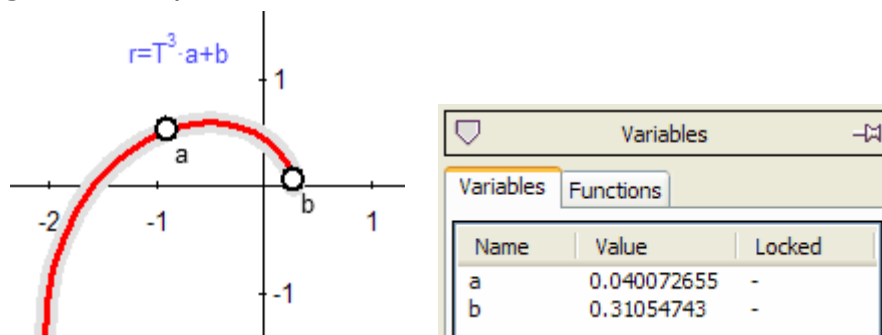 r=T³·a+b
1
a
b
-2
-1
1
-1
Variables
Variables Functions
Name Value Locked
a 0.040072655 -
b 0.31054743 -